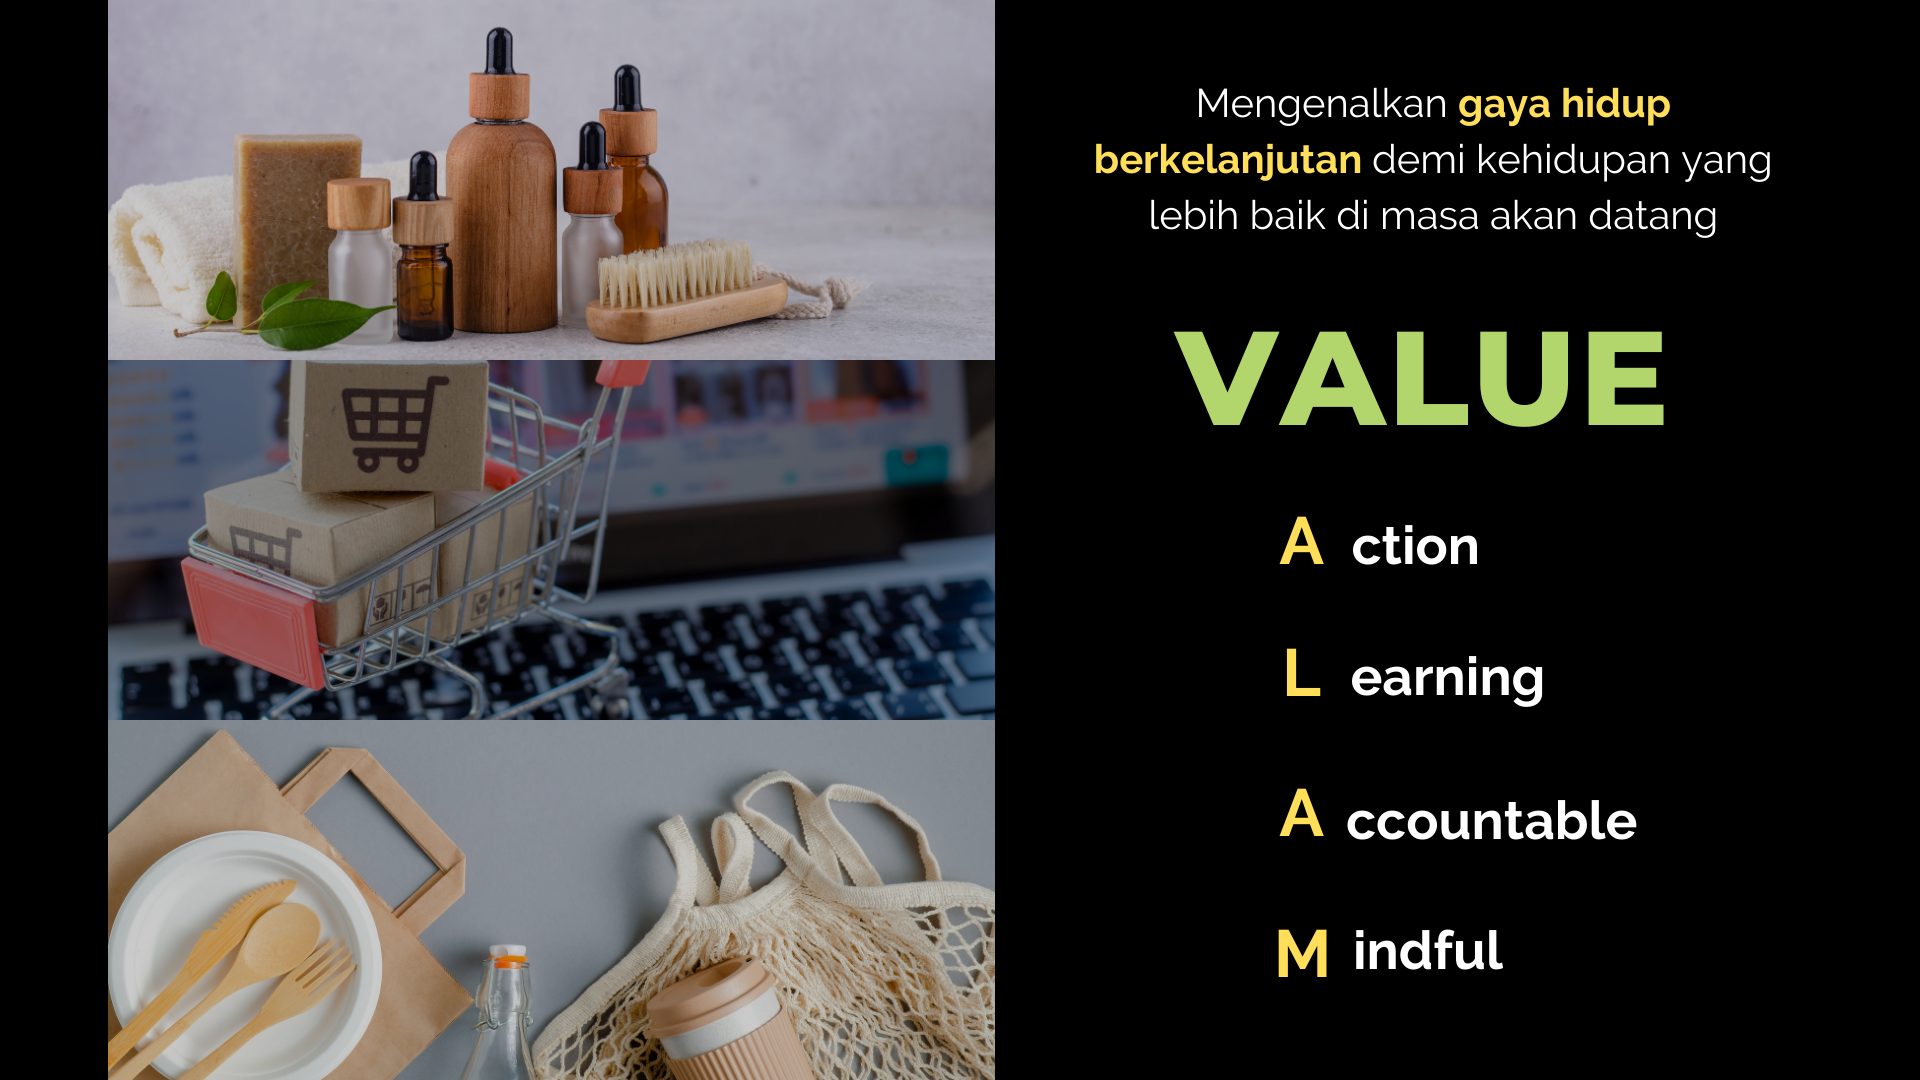 Mengenalkan gaya hidup
berkelanjutan demi kehidupan yang
lebih baik di masa akan datang
VALUE
A ction
L earning
A ccountable
M indful